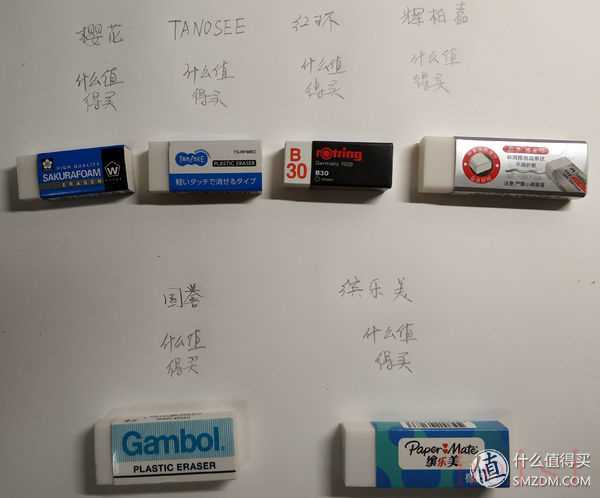 樱花
什么值
得买
TANOSEE
什么值
得买
红环
什么值
得买
辉柏嘉
什么值
得买
HIGH QUALITY
SAKURAFOAM
ERASER
W
TANOSEE
PLASTIC ERASER
軽いタッチで消せるタイプ
B
30
rotring
Germany 1928
B30
国誉
什么值
得买
缤乐美
什么值
得买
Gambol.
PLASTIC ERASER
Paper Mate
缤乐美
值 什么值得买
SMZDM.COM